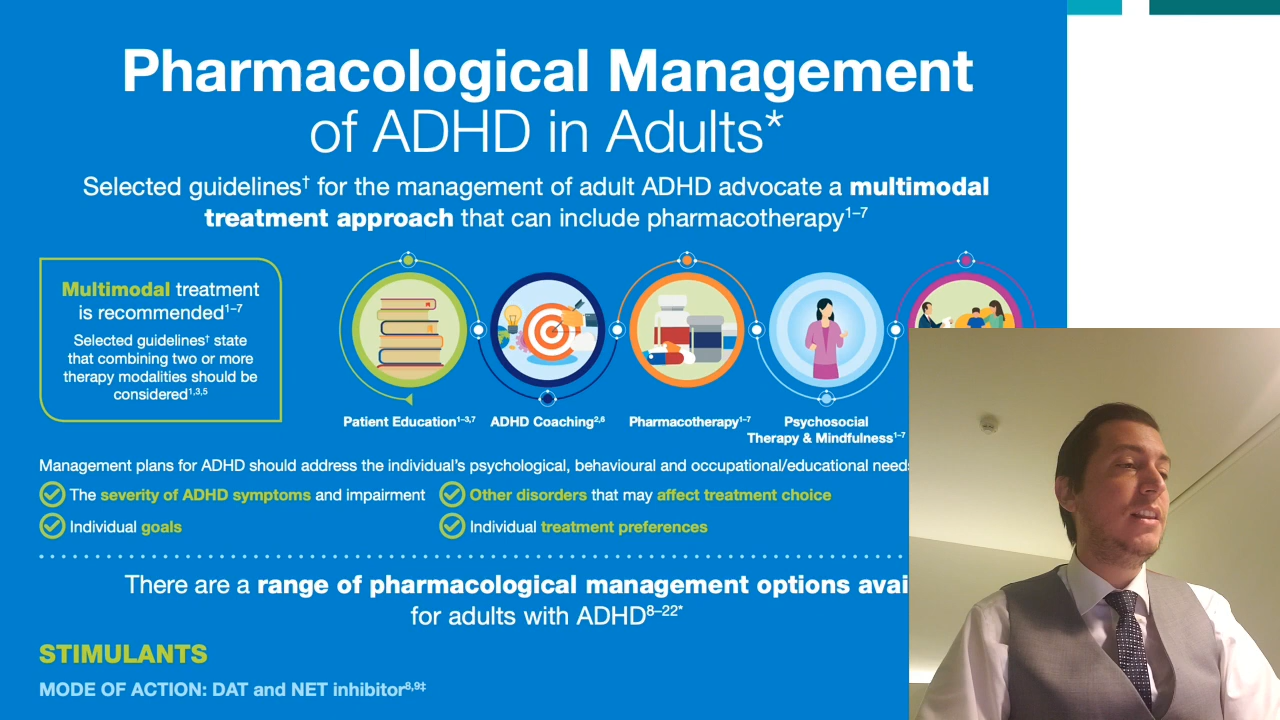 Pharmacological Management
of ADHD in Adults*
Selected guidelines† for the management of adult ADHD advocate a multimodal
treatment approach that can include pharmacotherapy1–7
Multimodal treatment
is recommended1–7
Selected guidelines† state
that combining two or more
therapy modalities should be
considered1,3,5
Patient Education1–3,7
ADHD Coaching2,6
Pharmacotherapy1–7
Psychosocial
Therapy & Mindfulness1–7
Management plans for ADHD should address the individual's psychological, behavioural and occupational/educational needs
The severity of ADHD symptoms and impairment
Other disorders that may affect treatment choice
Individual goals
Individual treatment preferences
There are a range of pharmacological management options avai
for adults with ADHD8–22*
STIMULANTS
MODE OF ACTION: DAT and NET inhibitor8,9‡